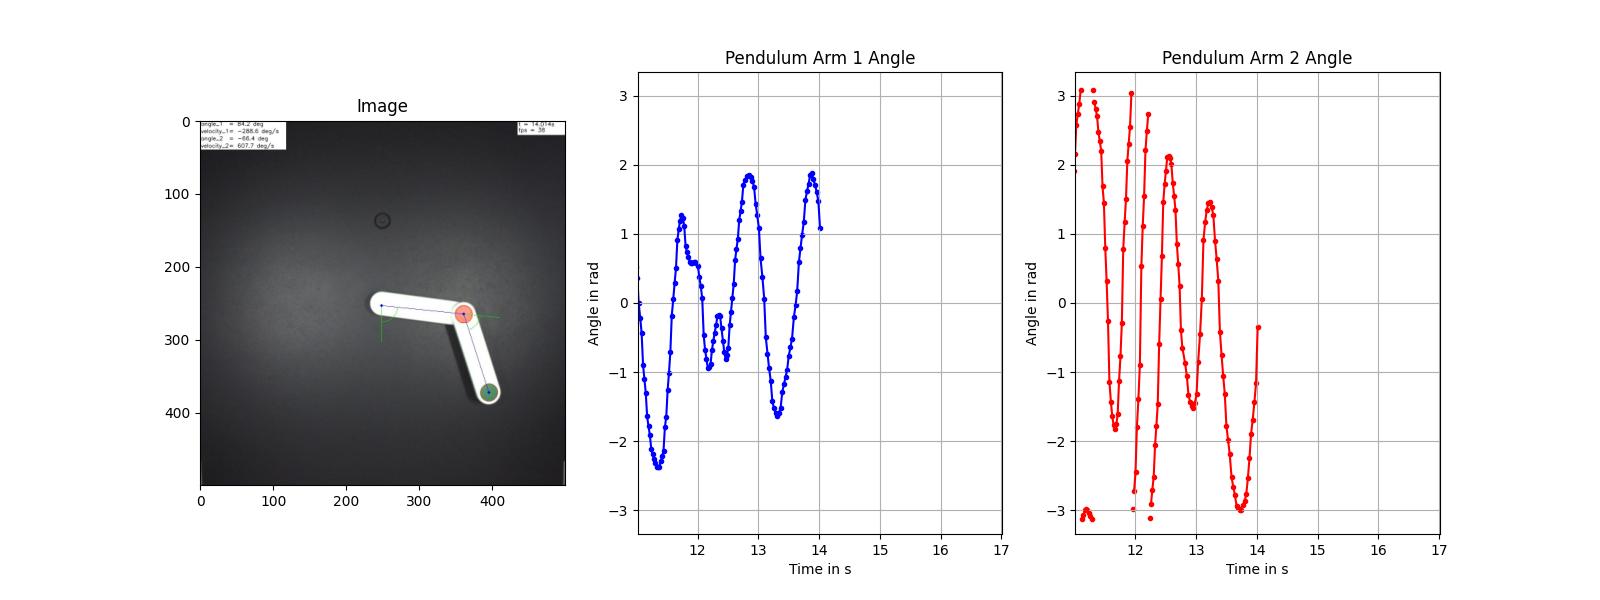 Image
angle_1 = 84.2 deg
velocity_1= -288.6 deg/s
angle_2 = -66.4 deg
velocity_2= 607.7 deg/s
t = 14.014s
fps = 38
0
100
200
300
400
0 100 200 300 400
Pendulum Arm 1 Angle
Angle in rad
3
2
1
0
−1
−2
−3
12 13 14 15 16 17
Time in s
Pendulum Arm 2 Angle
Angle in rad
3
2
1
0
−1
−2
−3
12 13 14 15 16 17
Time in s